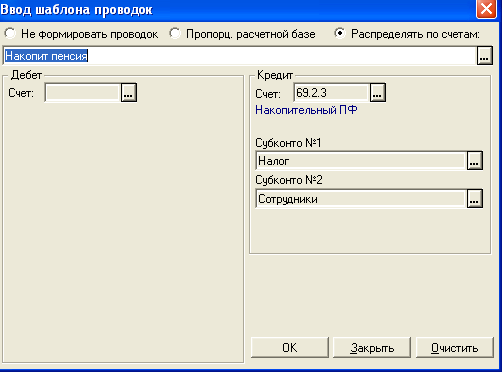 Ввод шаблона проводок
Не формировать проводок Пропорц. расчетной базе Распределять по счетам:
Накопит пенсия ...
Дебет
Счет: ...
Кредит
Счет: 69.2.3 ...
Накопительный ПФ
Субконто №1
Налог ...
Субконто №2
Сотрудники ...
OK Закрыть Очистить